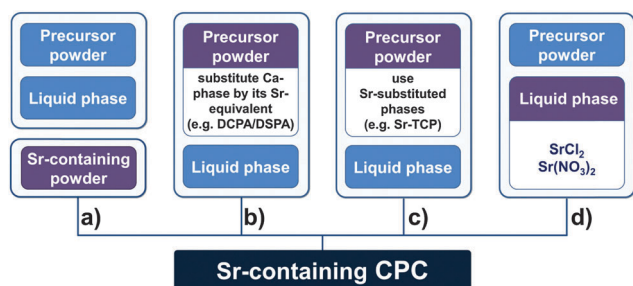 Precursor
powder
Liquid phase
Sr-containing
powder
a)
Precursor
powder
substitute Ca-
phase by its Sr-
equivalent
(e.g. DCPA/DSPA)
Liquid phase
b)
Precursor
powder
use
Sr-substituted
phases
(e.g. Sr-TCP)
Liquid phase
c)
Precursor
powder
Liquid phase
SrCl₂
Sr(NO₃)₂
d)
Sr-containing CPC